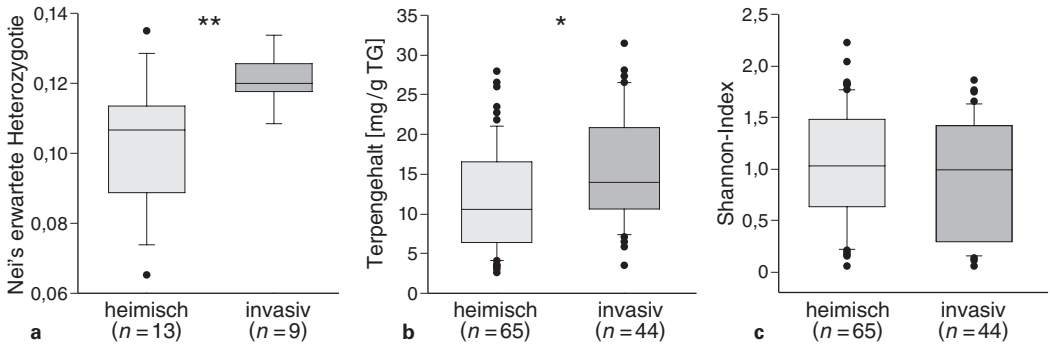 Nei's erwartete Heterozygotie
0,14
0,12
0,10
0,08
0,06
**
heimisch
(n = 13)
invasiv
(n = 9)
a
Terpengehalt [mg/g TG]
35
30
25
20
15
10
5
0
*
heimisch
(n = 65)
invasiv
(n = 44)
b
Shannon-Index
2,5
2,0
1,5
1,0
0,5
0
heimisch
(n = 65)
invasiv
(n = 44)
c